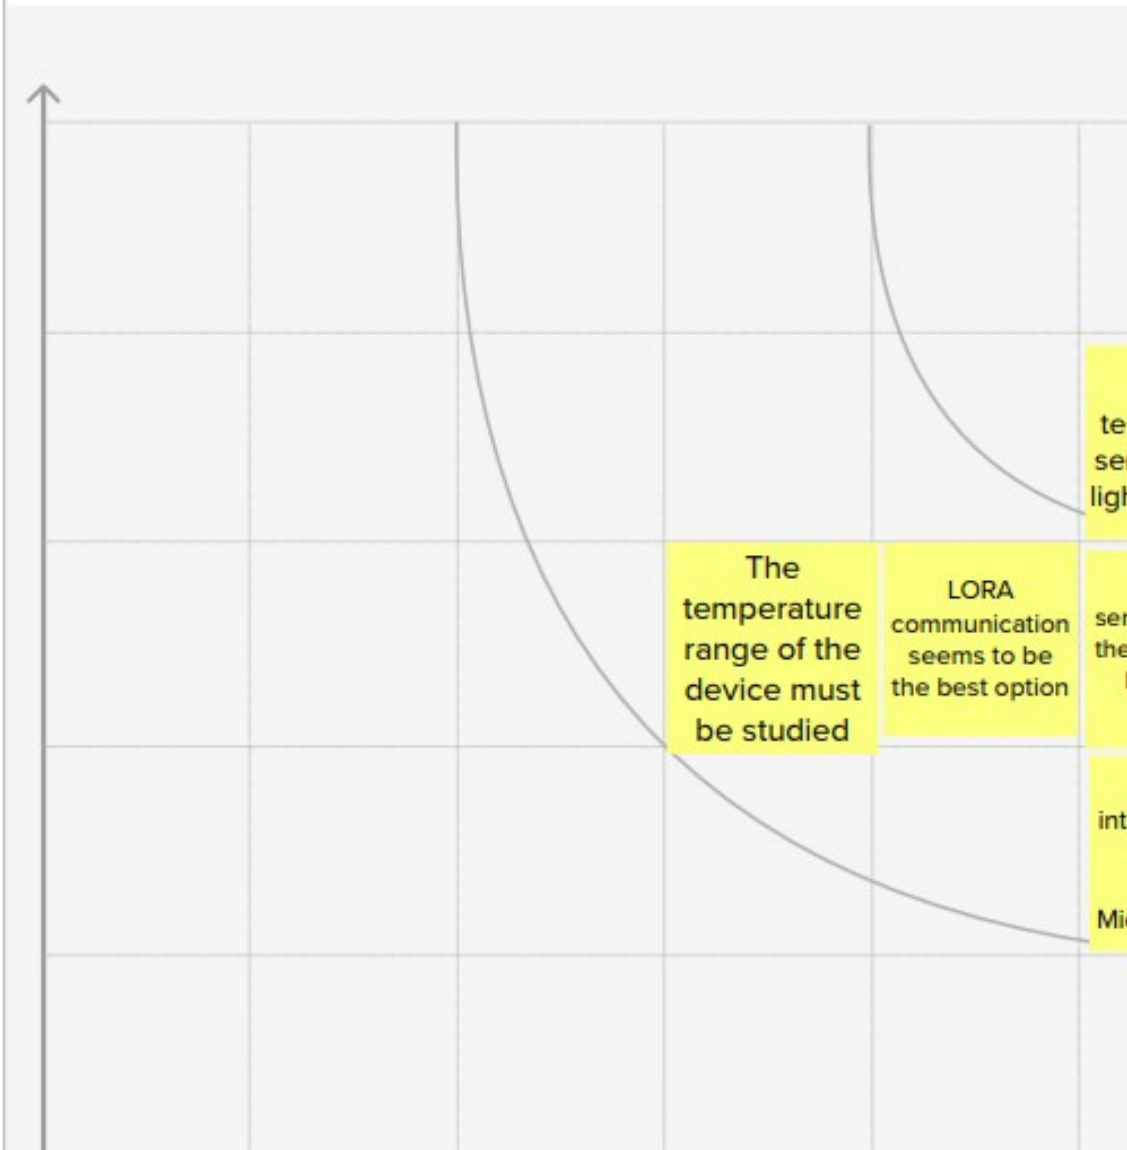 The
temperature
range of the
device must
be studied
LORA
communication
seems to be
the best option